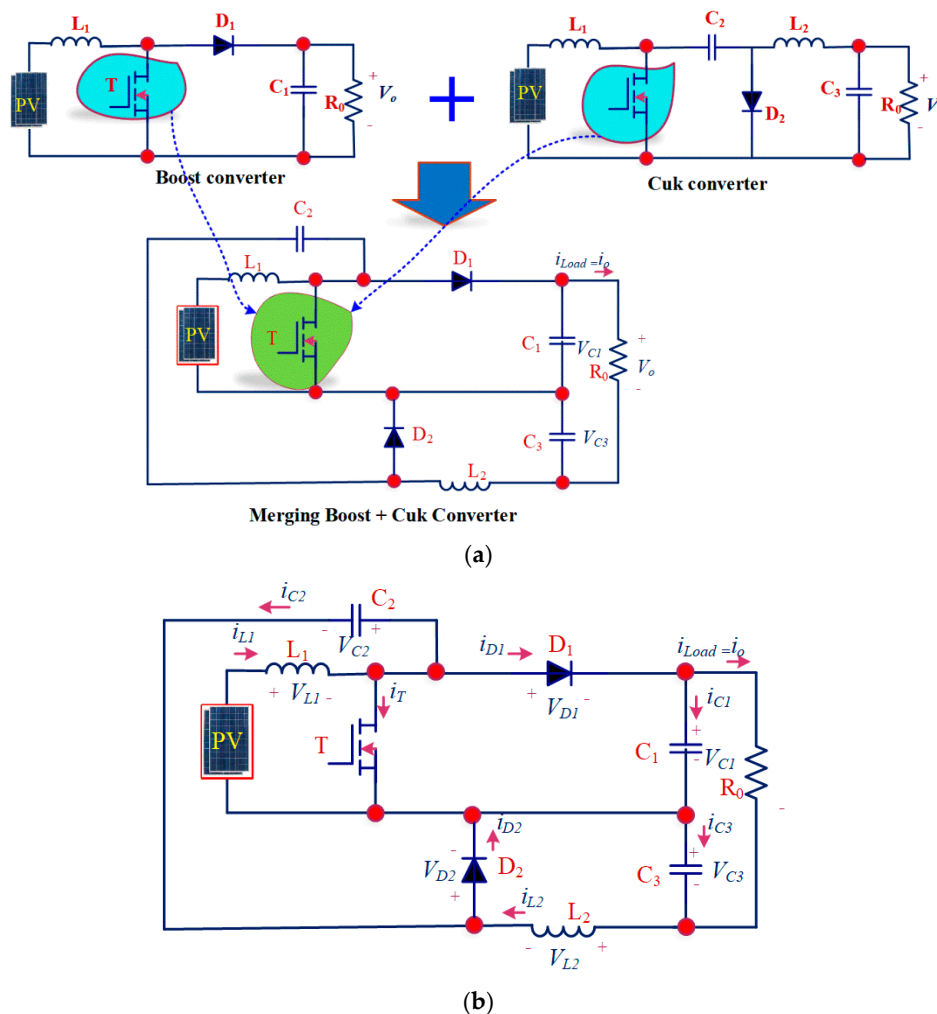 (a)
L1 D1 L1 C2 L2
PV T C1 R0 + Vo - PV D2 C3 R0 + V -
Boost converter Cuk converter
C2
L1 D1 iLoad =io
PV T C1 VC1 R0 + Vo -
D2 C3 VC3
L2
Merging Boost + Cuk Converter
(a)
iC2 C2
- VC2 +
iL1 L1 iD1 D1 iLoad =io
+ VL1 - iT + VD1 - iC1
PV T C1 + VC1 - R0
iD2 iC3
- VD2 + D2 C3 + VC3 - -
iL2 L2
- VL2 +
(b)